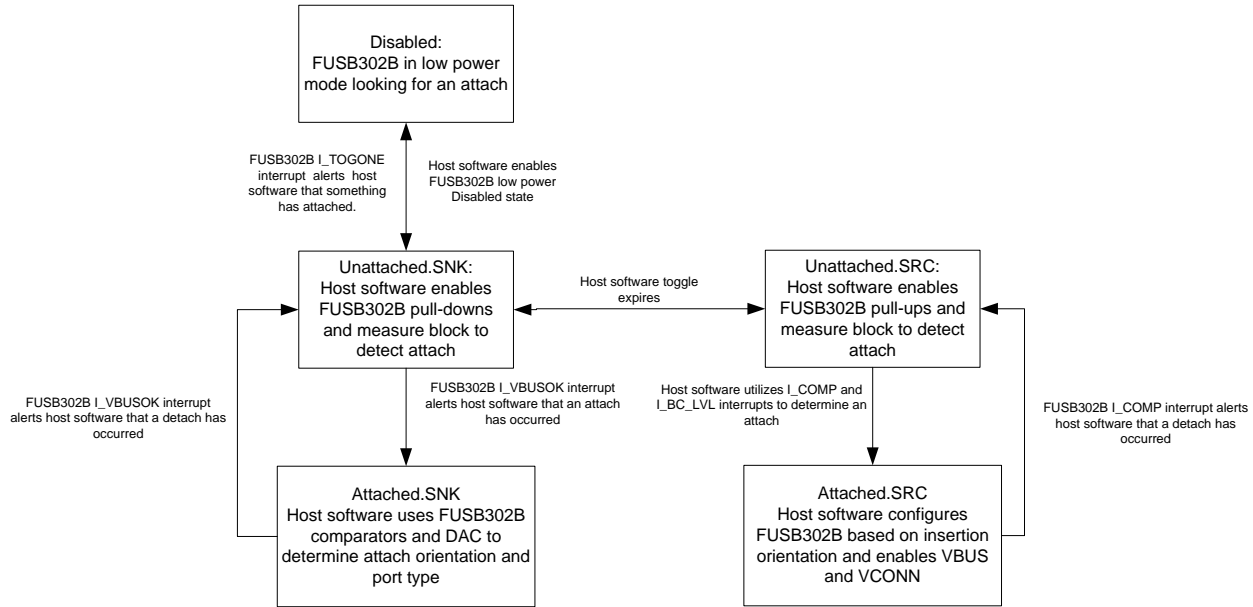 Disabled:
FUSB302B in low power
mode looking for an attach
FUSB302B I_TOGONE
interrupt alerts host
software that something
has attached.
Host software enables
FUSB302B low power
Disabled state
Unattached.SNK:
Host software enables
FUSB302B pull-downs
and measure block to
detect attach
Host software toggle
expires
Unattached.SRC:
Host software enables
FUSB302B pull-ups and
measure block to detect
attach
FUSB302B I_VBUSOK interrupt
alerts host software that a detach has
occurred
FUSB302B I_VBUSOK interrupt
alerts host software that an attach
has occurred
Host software utilizes I_COMP and
I_BC_LVL interrupts to determine an
attach
FUSB302B I_COMP interrupt alerts
host software that a detach has
occurred
Attached.SNK
Host software uses FUSB302B
comparators and DAC to
determine attach orientation and
port type
Attached.SRC
Host software configures
FUSB302B based on insertion
orientation and enables VBUS
and VCONN